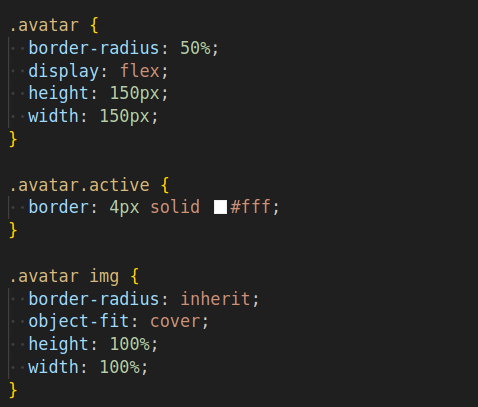 .avatar {
  border-radius: 50%;
  display: flex;
  height: 150px;
  width: 150px;
}

.avatar.active {
  border: 4px solid #fff;
}

.avatar img {
  border-radius: inherit;
  object-fit: cover;
  height: 100%;
  width: 100%;
}